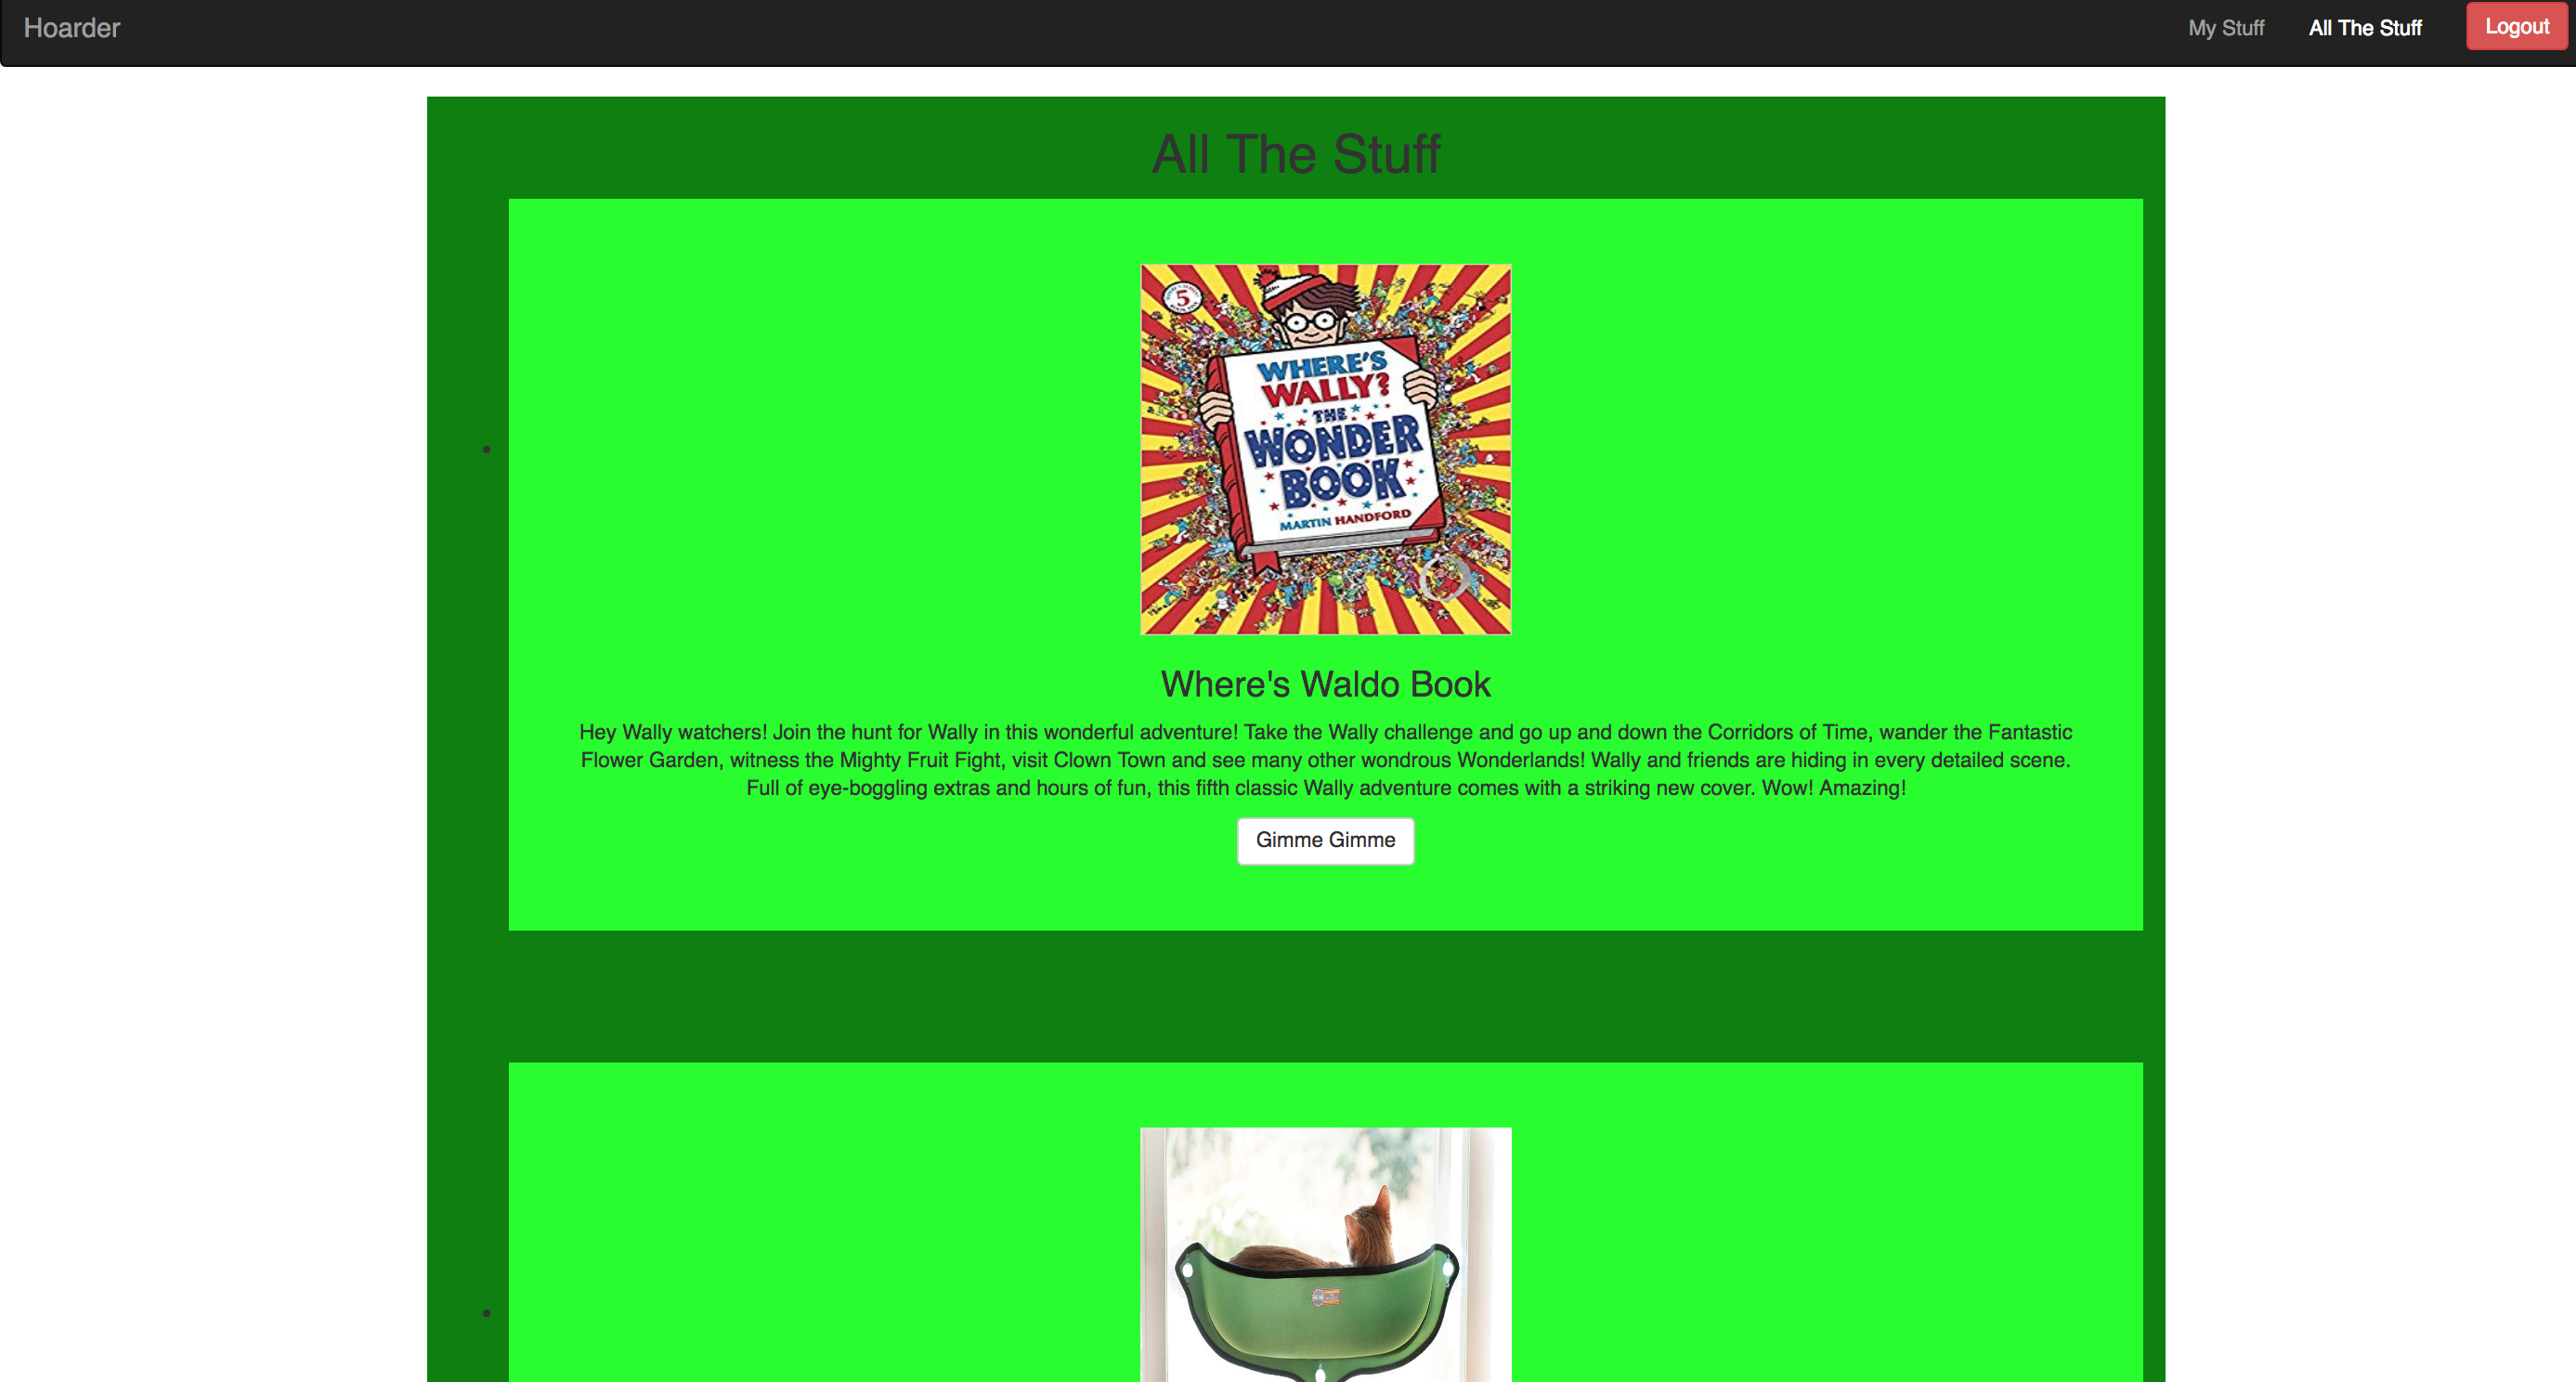 Hoarder
My Stuff
All The Stuff
Logout
All The Stuff
5
WHERE'S
WALLY?
THE
WONDER
BOOK
MARTIN HANDFORD
Where's Waldo Book
Hey Wally watchers! Join the hunt for Wally in this wonderful adventure! Take the Wally challenge and go up and down the Corridors of Time, wander the Fantastic
Flower Garden, witness the Mighty Fruit Fight, visit Clown Town and see many other wondrous Wonderlands! Wally and friends are hiding in every detailed scene.
Full of eye-boggling extras and hours of fun, this fifth classic Wally adventure comes with a striking new cover. Wow! Amazing!
Gimme Gimme